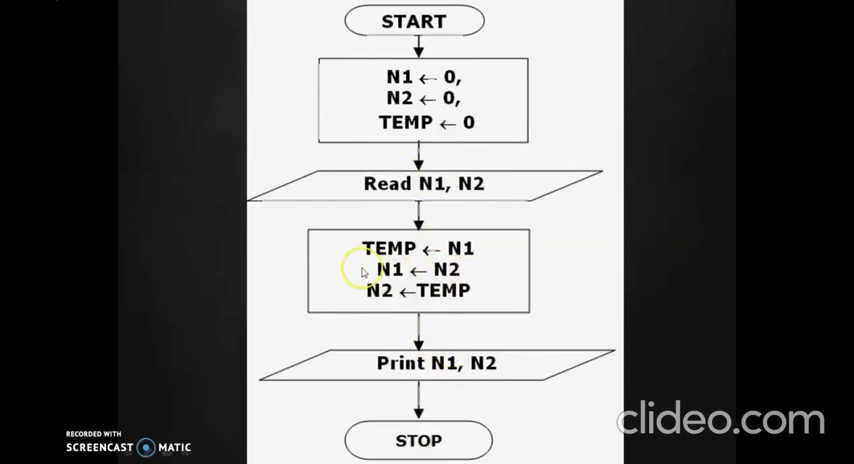 START
N1 ← 0,
N2 ← 0,
TEMP ← 0
Read N1, N2
TEMP ← N1
N1 ← N2
N2 ←TEMP
Print N1, N2
STOP
clideo.com
RECORDED WITH
SCREENCAST MATIC